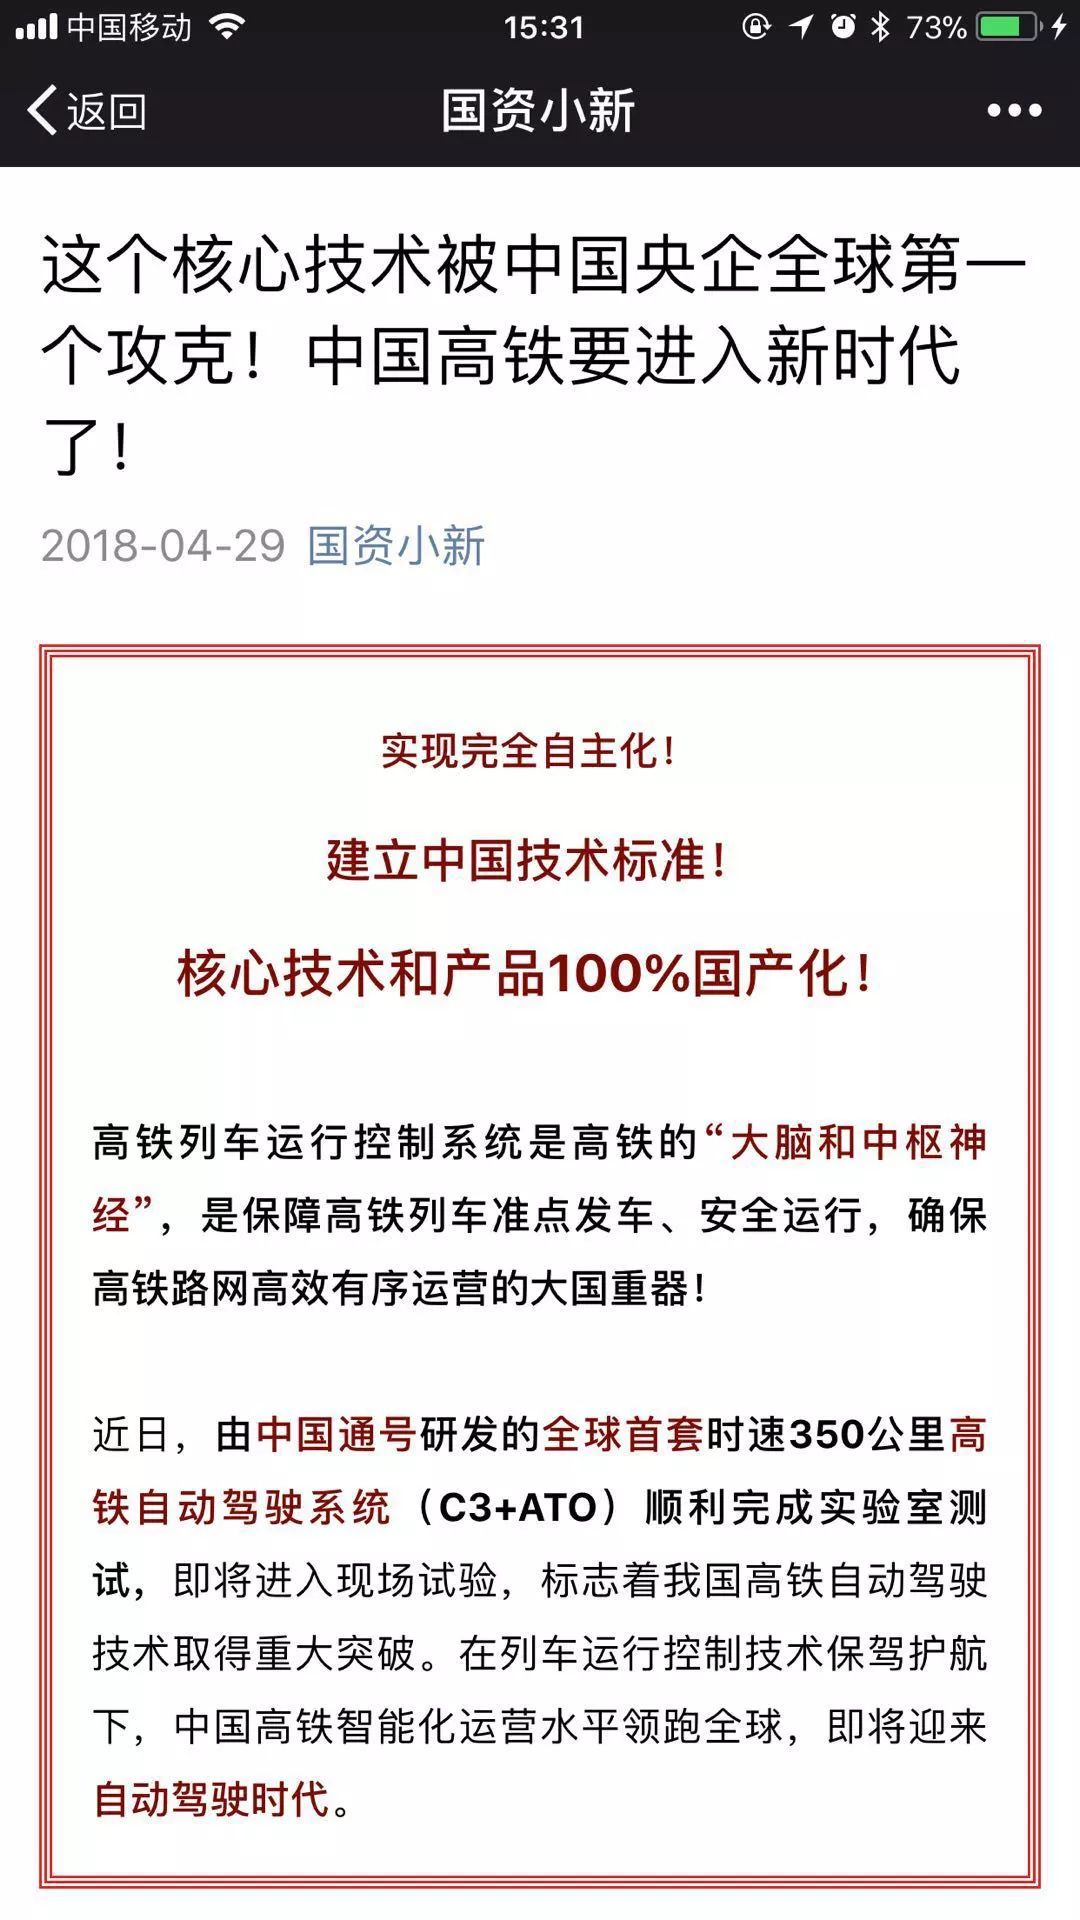 中国移动 15:31 73%
返回 国资小新
这个核心技术被中国央企全球第一
个攻克！中国高铁要进入新时代
了！
2018-04-29 国资小新
实现完全自主化！
建立中国技术标准！
核心技术和产品100%国产化！
高铁列车运行控制系统是高铁的“大脑和中枢神
经”，是保障高铁列车准点发车、安全运行，确保
高铁路网高效有序运营的大国重器！
近日，由中国通号研发的全球首套时速350公里高
铁自动驾驶系统（C3+ATO）顺利完成实验室测
试，即将进入现场试验，标志着我国高铁自动驾驶
技术取得重大突破。在列车运行控制技术保驾护航
下，中国高铁智能化运营水平领跑全球，即将迎来
自动驾驶时代。